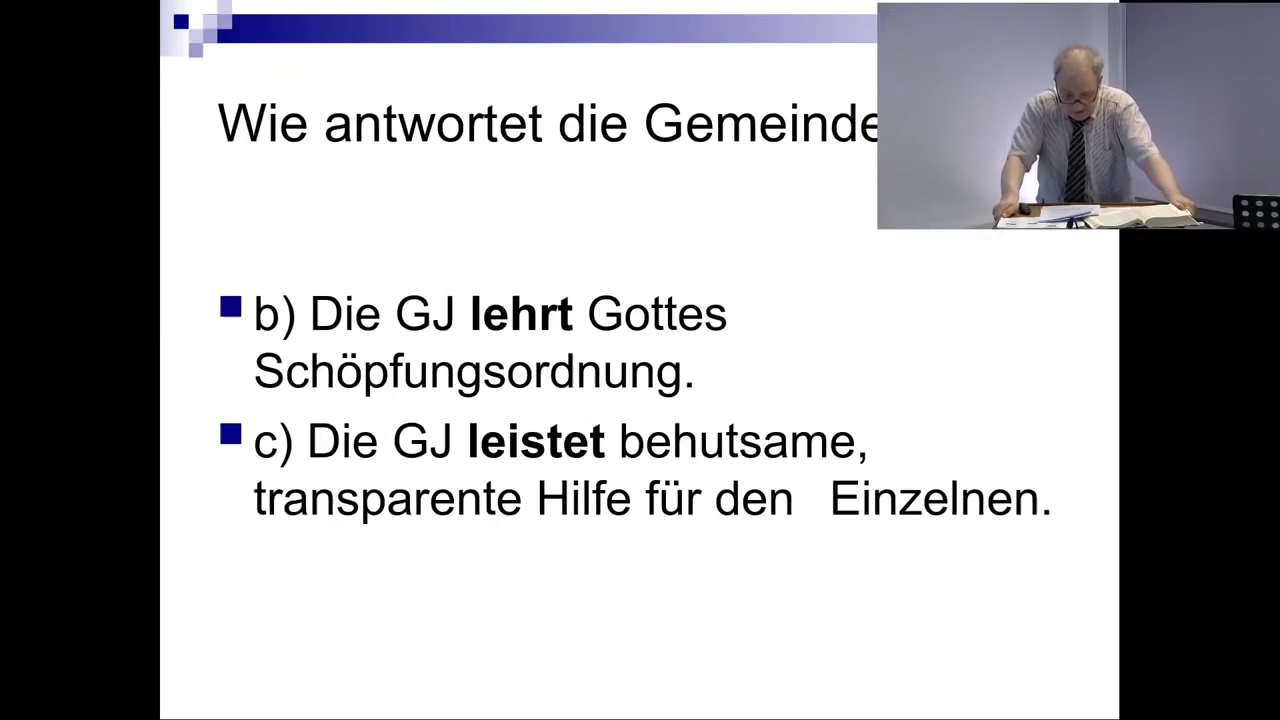 Wie antwortet die Gemeinde
b) Die GJ lehrt Gottes
Schöpfungsordnung.
c) Die GJ leistet behutsame,
transparente Hilfe für den Einzelnen.